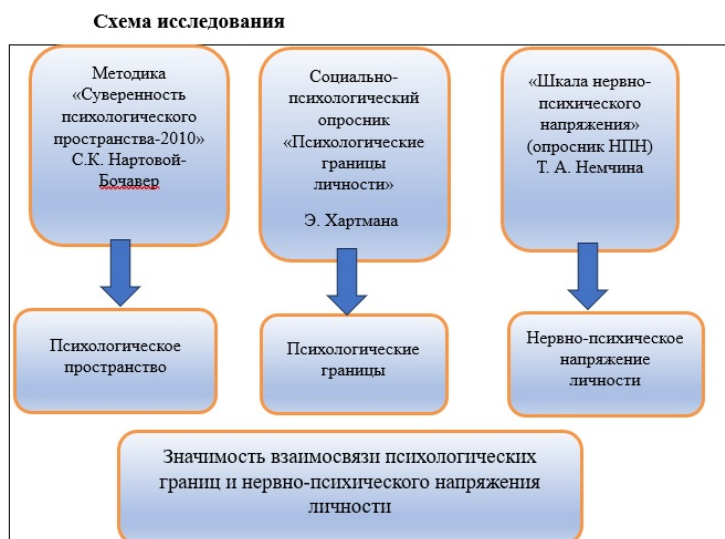 Схема исследования
Методика
«Суверенность
психологического
пространства-2010»
С.К. Нартовой-
Бочавер
Социально-
психологический
опросник
«Психологические
границы
личности»
Э. Хартмана
«Шкала нервно-
психического
напряжения»
(опросник НПН)
Т. А. Немчина
Психологическое
пространство
Психологические
границы
Нервно-психическое
напряжение
личности
Значимость взаимосвязи психологических
границ и нервно-психического напряжения
личности